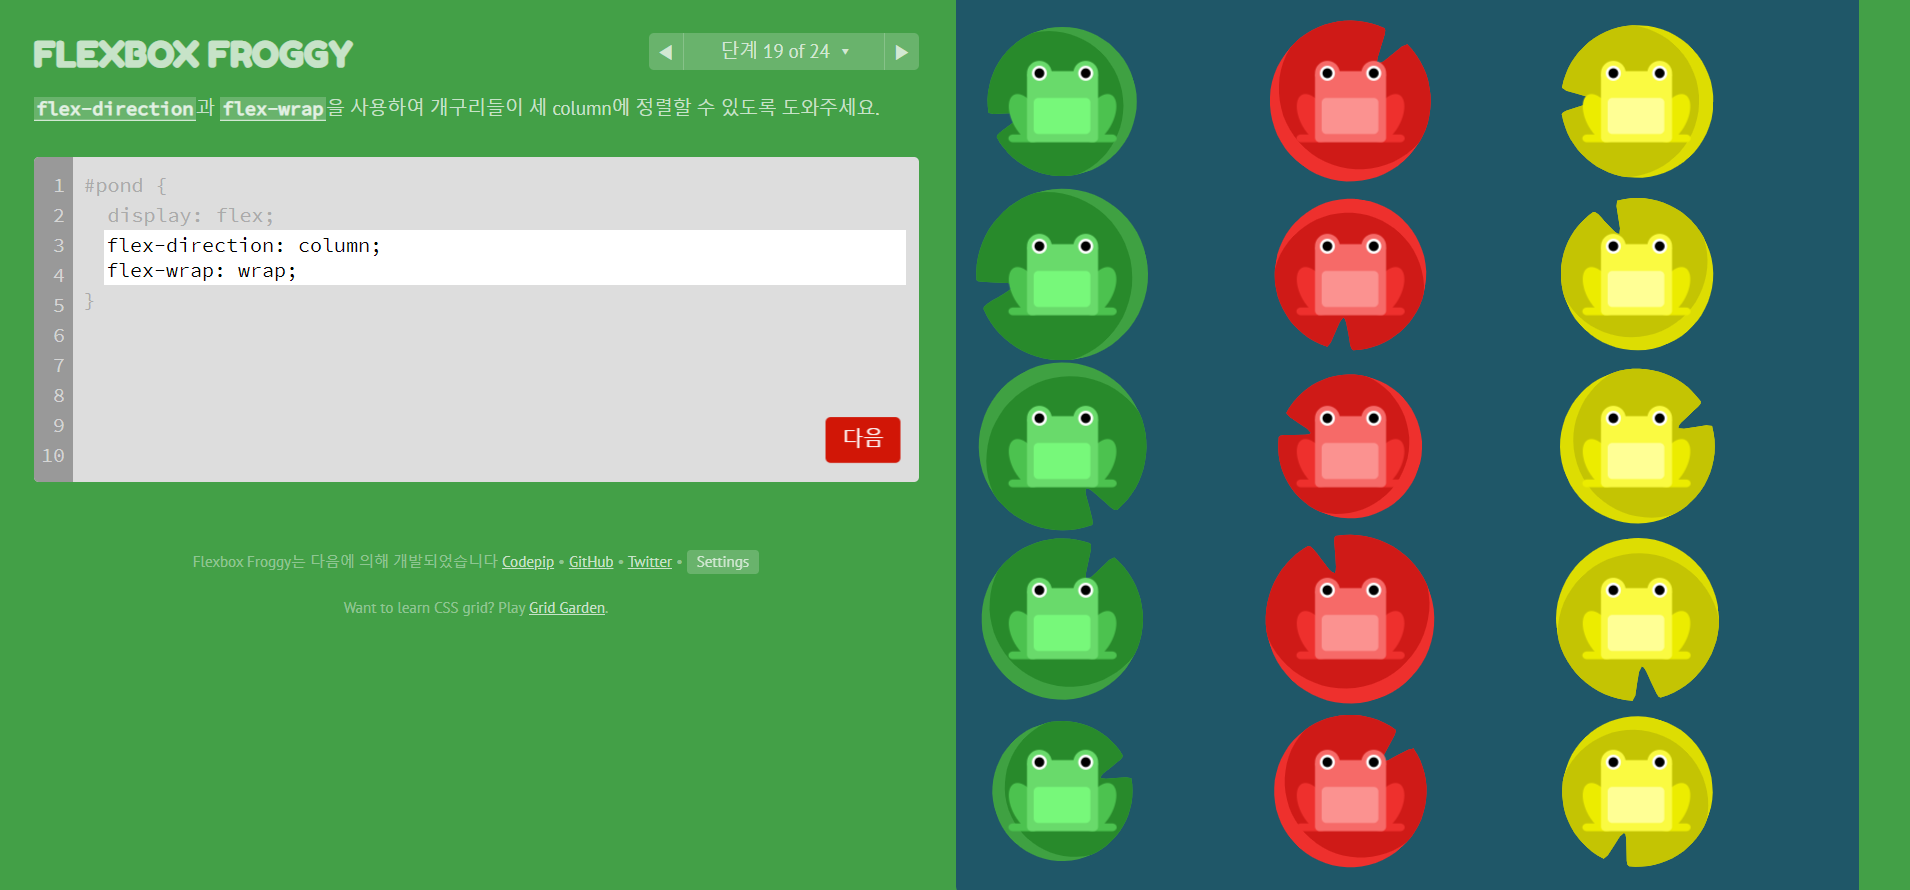 FLEXBOX FROGGY
◀ 단계 19 of 24 ▼ ▶
flex-direction과 flex-wrap을 사용하여 개구리들이 세 column에 정렬할 수 있도록 도와주세요.
1 #pond {
2 display: flex;
3 flex-direction: column;
4 flex-wrap: wrap;
5 }
6
7
8
9
10
다음
Flexbox Froggy는 다음에 의해 개발되었습니다 Codepip • GitHub • Twitter • Settings
Want to learn CSS grid? Play Grid Garden.